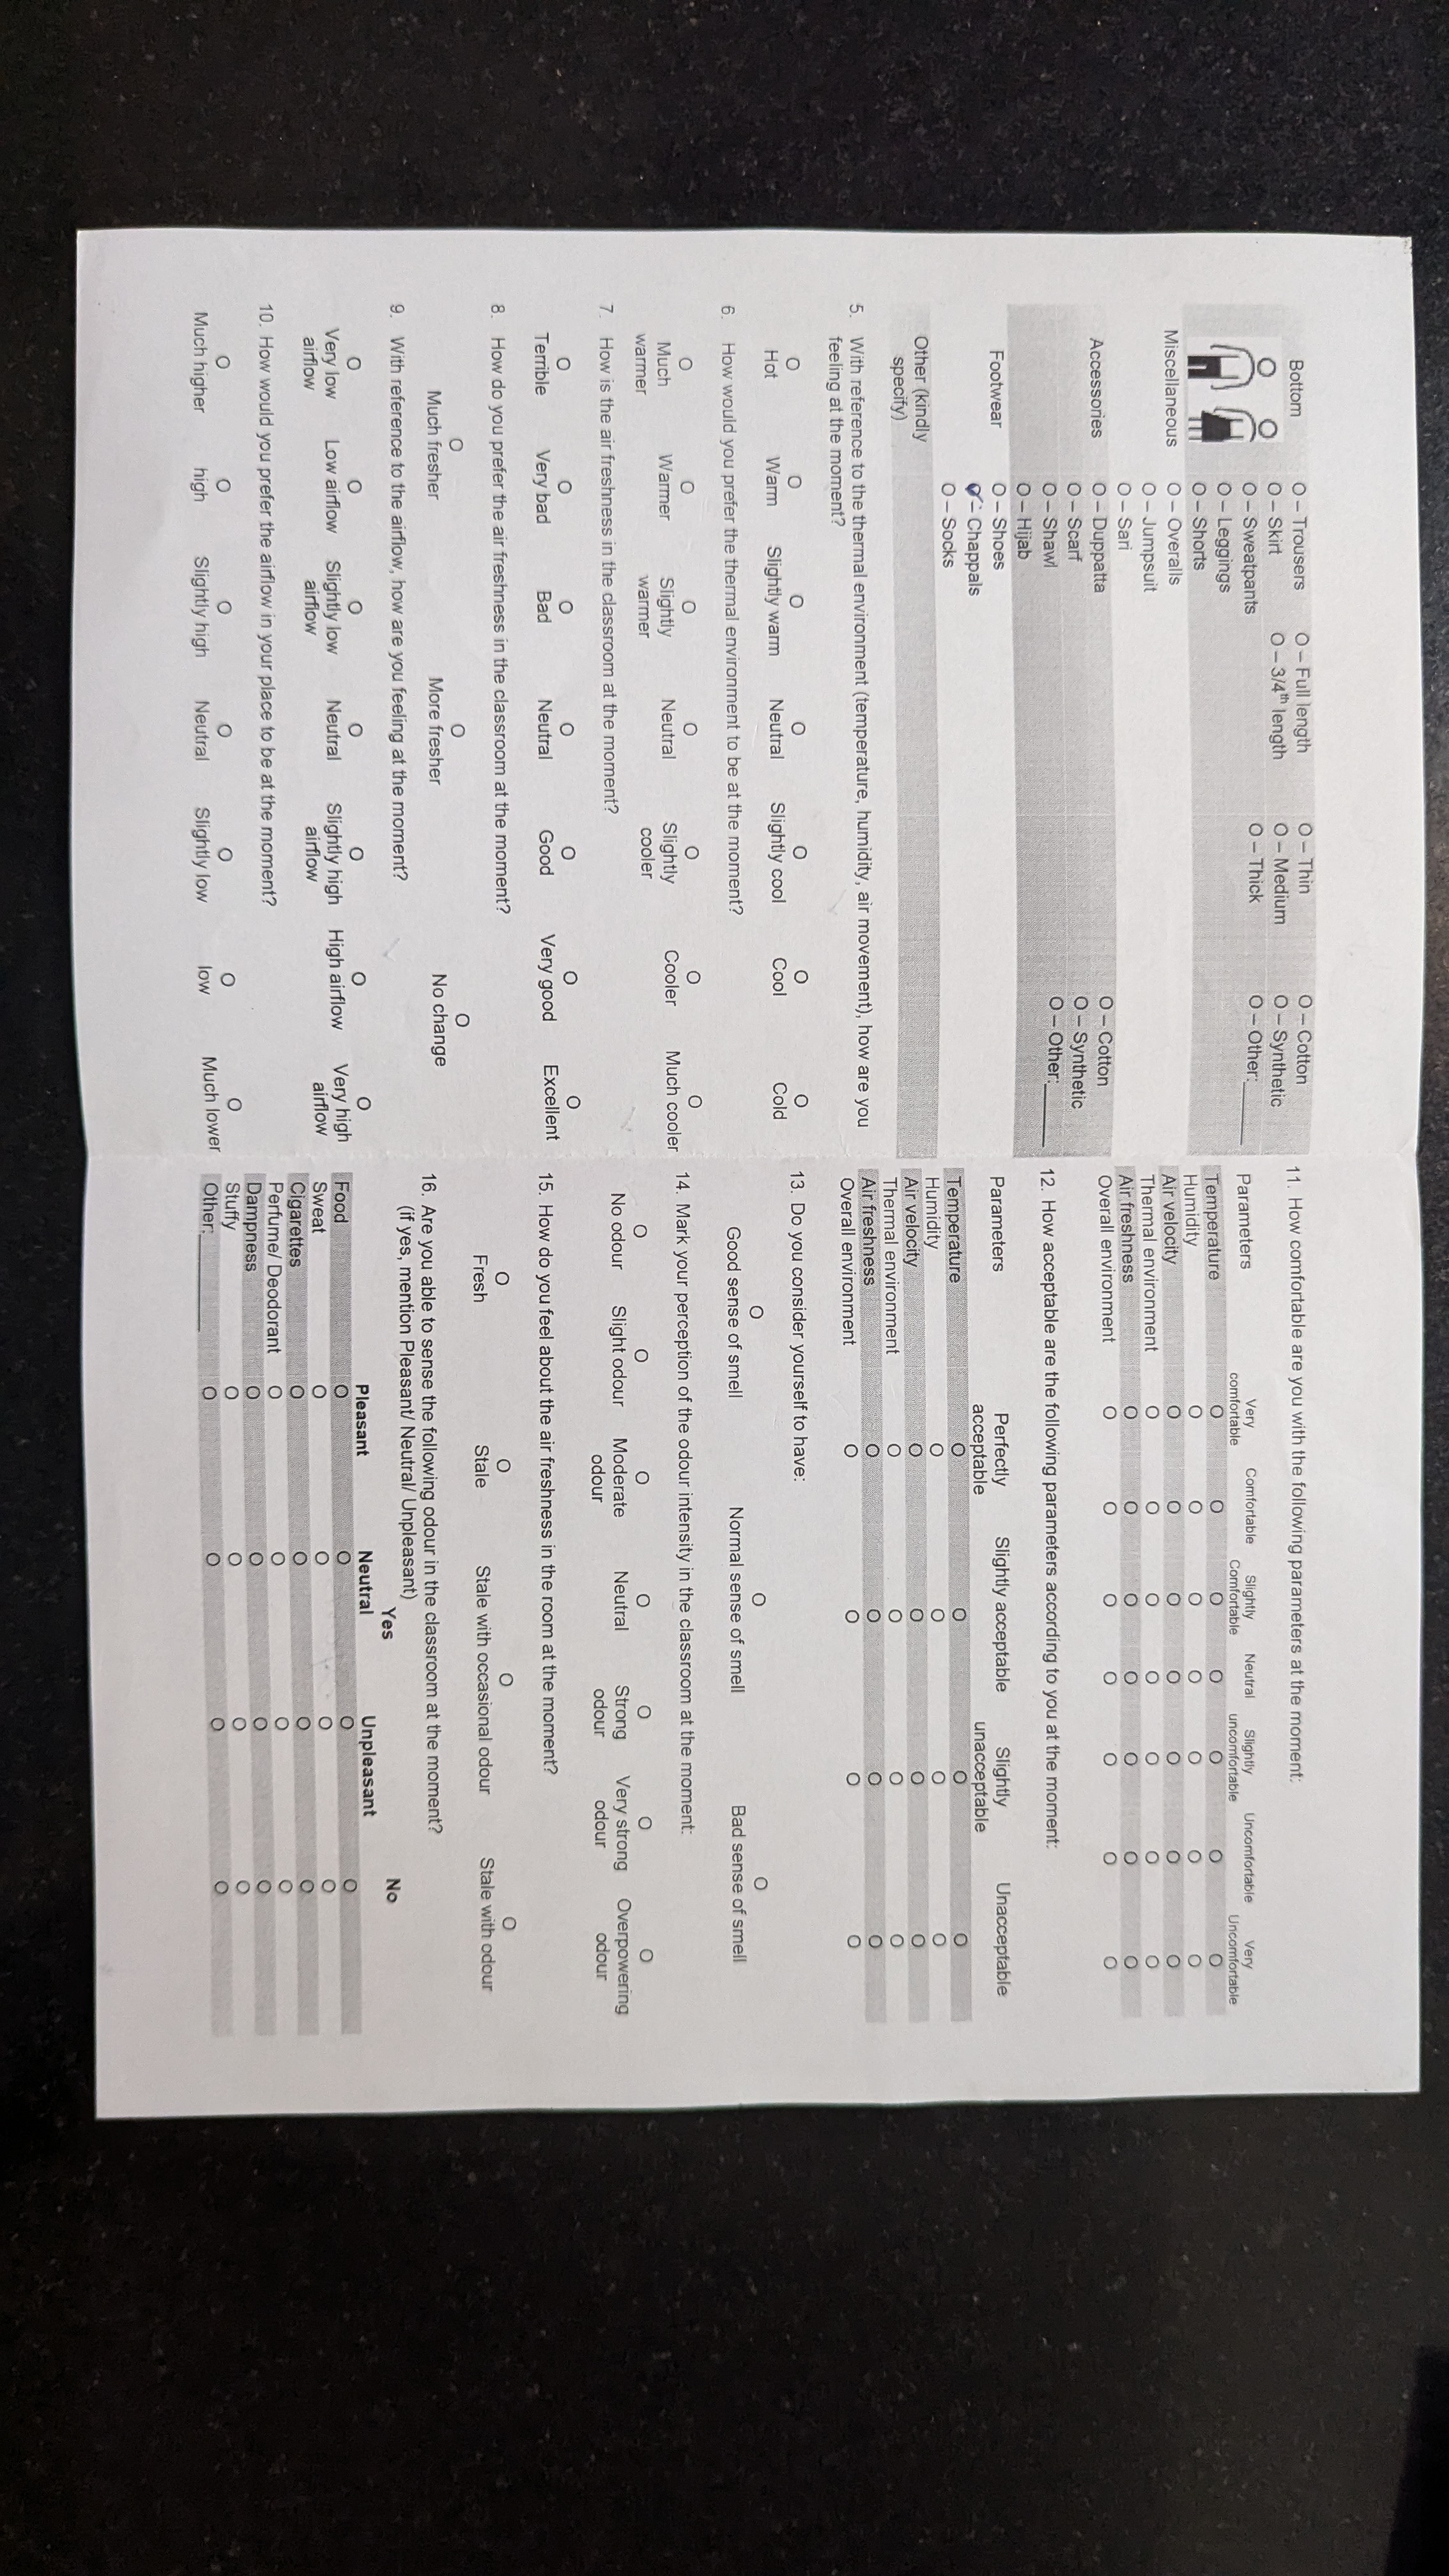 Bottom
O – Trousers O – Full length O – Thin O – Cotton
O – Skirt O – 3/4th length O – Medium O – Synthetic
O – Sweatpants O – Thick O – Other:______
O – Leggings
O – Shorts
Miscellaneous O – Overalls
O – Jumpsuit
O – Sari
Accessories O – Duppatta O – Cotton
O – Scarf O – Synthetic
O – Shawl O – Other:______
O – Hijab
Footwear O – Shoes
O – Chappals
O – Socks
Other (kindly
specify)
5. With reference to the thermal environment (temperature, humidity, air movement), how are you
feeling at the moment?
O O O O O O O
Hot Warm Slightly warm Neutral Slightly cool Cool Cold
6. How would you prefer the thermal environment to be at the moment?
O O O O O O O
Much Warmer Slightly Neutral Slightly Cooler Much cooler
warmer warmer cooler
7. How is the air freshness in the classroom at the moment?
O O O O O O O
Terrible Very bad Bad Neutral Good Very good Excellent
8. How do you prefer the air freshness in the classroom at the moment?
O O O
Much fresher More fresher No change
9. With reference to the airflow, how are you feeling at the moment?
O O O O O O O
Very low Low airflow Slightly low Neutral Slightly high High airflow Very high
airflow airflow airflow airflow
10. How would you prefer the airflow in your place to be at the moment?
O O O O O O O
Much higher high Slightly high Neutral Slightly low low Much lower
11. How comfortable are you with the following parameters at the moment:
Parameters Very comfortable Comfortable Slightly Comfortable Neutral Slightly uncomfortable Uncomfortable Very Uncomfortable
Temperature O O O O O O O
Humidity O O O O O O O
Air velocity O O O O O O O
Thermal environment O O O O O O O
Air freshness O O O O O O O
Overall environment O O O O O O O
12. How acceptable are the following parameters according to you at the moment:
Parameters Perfectly acceptable Slightly acceptable Slightly unacceptable Unacceptable
Temperature O O O O
Humidity O O O O
Air velocity O O O O
Thermal environment O O O O
Air freshness O O O O
Overall environment O O O O
13. Do you consider yourself to have:
O O O
Good sense of smell Normal sense of smell Bad sense of smell
14. Mark your perception of the odour intensity in the classroom at the moment:
O O O O O O O
No odour Slight odour Moderate Neutral Strong Very strong Overpowering
odour odour odour odour
15. How do you feel about the air freshness in the room at the moment?
O O O O
Fresh Stale Stale with occasional odour Stale with odour
16. Are you able to sense the following odour in the classroom at the moment?
(if yes, mention Pleasant/ Neutral/ Unpleasant)
Yes No
Pleasant Neutral Unpleasant
Food O O O O
Sweat O O O O
Cigarettes O O O O
Perfume/ Deodorant O O O O
Dampness O O O O
Stuffy O O O O
Other:__________ O O O O